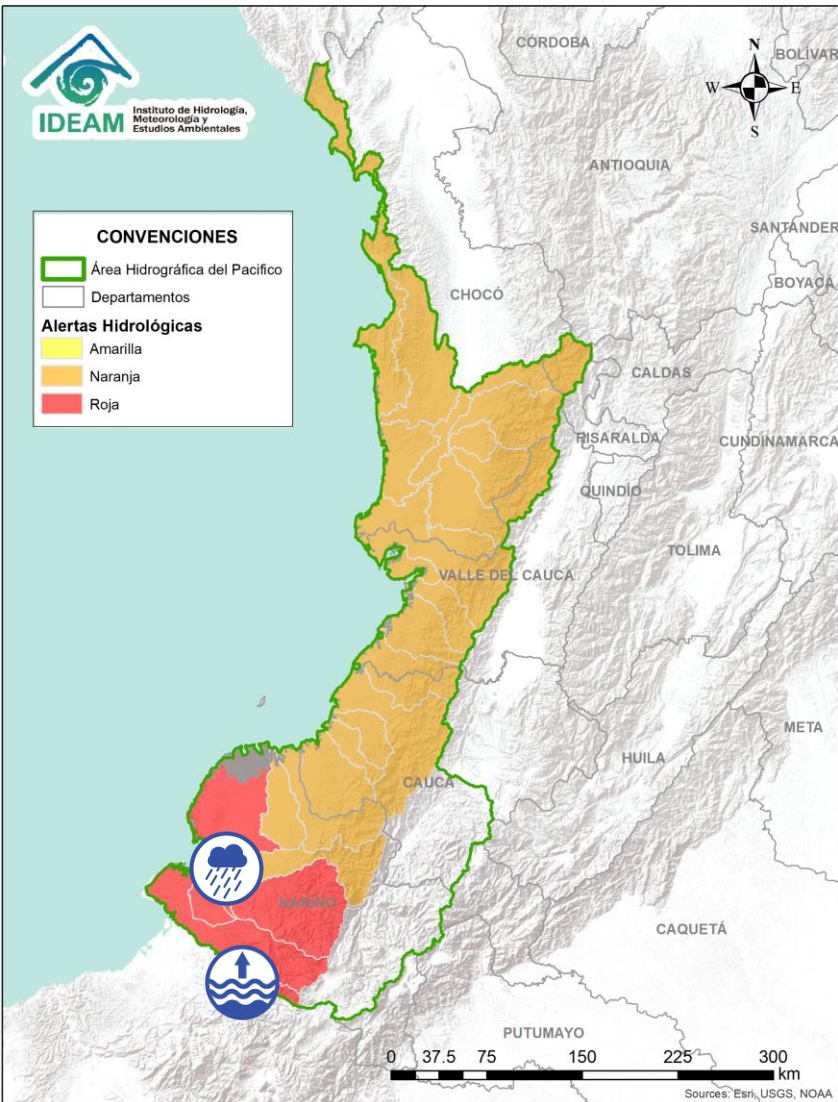 IDEAM
Instituto de Hidrología,
Meteorología y
Estudios Ambientales
N
W
E
S
CÓRDOBA
BOLÍVAR
ANTIOQUIA
SANTANDER
BOYACÁ
CHOCÓ
CALDAS
RISARALDA
CUNDINAMARCA
QUINDÍO
TOLIMA
VALLE DEL CAUCA
META
HUILA
CAUCA
NARIÑO
CAQUETÁ
PUTUMAYO
CONVENCIONES
Área Hidrográfica del Pacifico
Departamentos
Alertas Hidrológicas
Amarilla
Naranja
Roja
0 37.5 75 150 225 300
km
Sources: Esri, USGS, NOAA